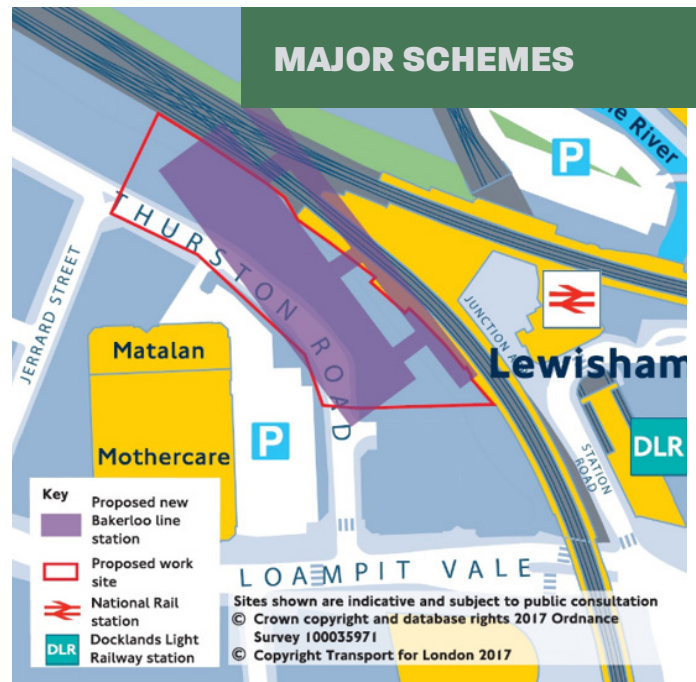 MAJOR SCHEMES
River
P
THURSTON ROAD
JERRARD STREET
JUNCTION
Matalan
Lewisham
Mothercare
P
DLR
STATION
ROAD
LOAMPIT VALE
Key
Proposed new
Bakerloo line
station
Proposed work
site
National Rail
station
DLR
Docklands Light
Railway station
Sites shown are indicative and subject to public consultation
© Crown copyright and database rights 2017 Ordnance
Survey 100035971
© Copyright Transport for London 2017